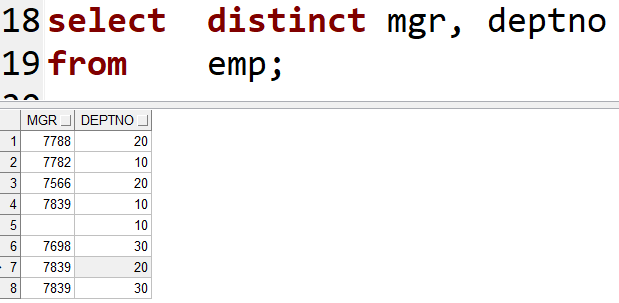 18 select distinct mgr, deptno
19 from emp;
MGR DEPTNO
1 7788 20
2 7782 10
3 7566 20
4 7839 10
5 10
6 7698 30
7 7839 20
8 7839 30